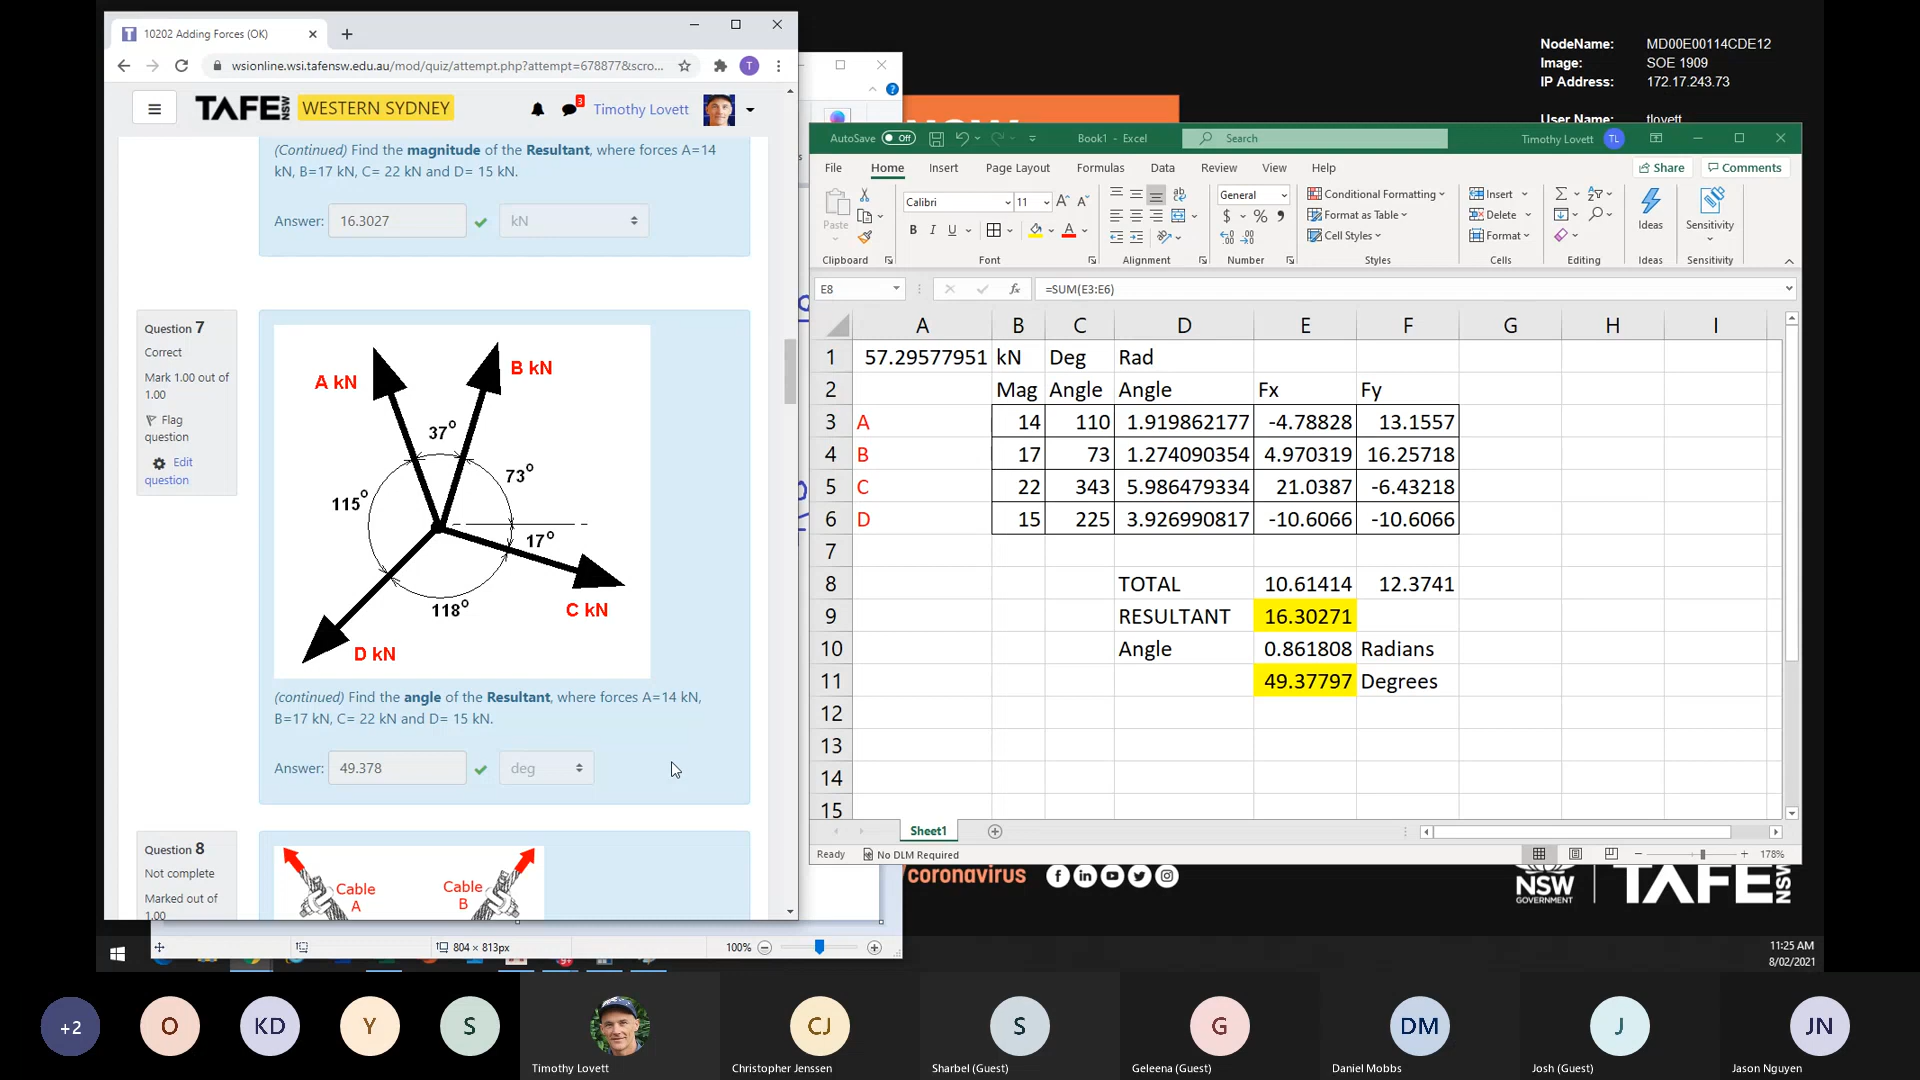 10202 Adding Forces (OK)
wsionline.wsi.tafensw.edu.au/mod/quiz/attempt.php?attempt=678877&scro...
T
TAFE NSW WESTERN SYDNEY
3
Timothy Lovett
(Continued) Find the magnitude of the Resultant, where forces A=14
kN, B=17 kN, C= 22 kN and D= 15 kN.
Answer: 16.3027 kN
Question 7
Correct
Mark 1.00 out of
1.00
Flag
question
Edit
question
A kN
B kN
37°
73°
115°
17°
118°
C kN
D kN
(continued) Find the angle of the Resultant, where forces A=14 kN,
B=17 kN, C= 22 kN and D= 15 kN.
Answer: 49.378 deg
Question 8
Not complete
Marked out of
1.00
Cable
A
Cable
B
804 × 813px
100%
NodeName: MD00E00114CDE12
Image: SOE 1909
IP Address: 172.17.243.73
User Name: tlovett
AutoSave Off
Book1 - Excel
Search
Timothy Lovett TL
File Home Insert Page Layout Formulas Data Review View Help
Share Comments
Paste
Clipboard
Calibri 11
B I U
Font
Alignment
General
$ %
Number
Conditional Formatting
Format as Table
Cell Styles
Styles
Insert
Delete
Format
Cells
Editing
Ideas
Ideas
Sensitivity
Sensitivity
E8 fx =SUM(E3:E6)
A B C D E F G H I
1 57.29577951 kN Deg Rad
2 Mag Angle Angle Fx Fy
3 A 14 110 1.919862177 -4.78828 13.1557
4 B 17 73 1.274090354 4.970319 16.25718
5 C 22 343 5.986479334 21.0387 -6.43218
6 D 15 225 3.926990817 -10.6066 -10.6066
7
8 TOTAL 10.61414 12.3741
9 RESULTANT 16.30271
10 Angle 0.861808 Radians
11 49.37797 Degrees
12
13
14
15
Sheet1
Ready No DLM Required
178%
/coronavirus
NSW
GOVERNMENT
TAFE NSW
11:25 AM
8/02/2021
+2
O
KD
Y
S
Timothy Lovett
CJ
Christopher Jenssen
S
Sharbel (Guest)
G
Geleena (Guest)
DM
Daniel Mobbs
J
Josh (Guest)
JN
Jason Nguyen